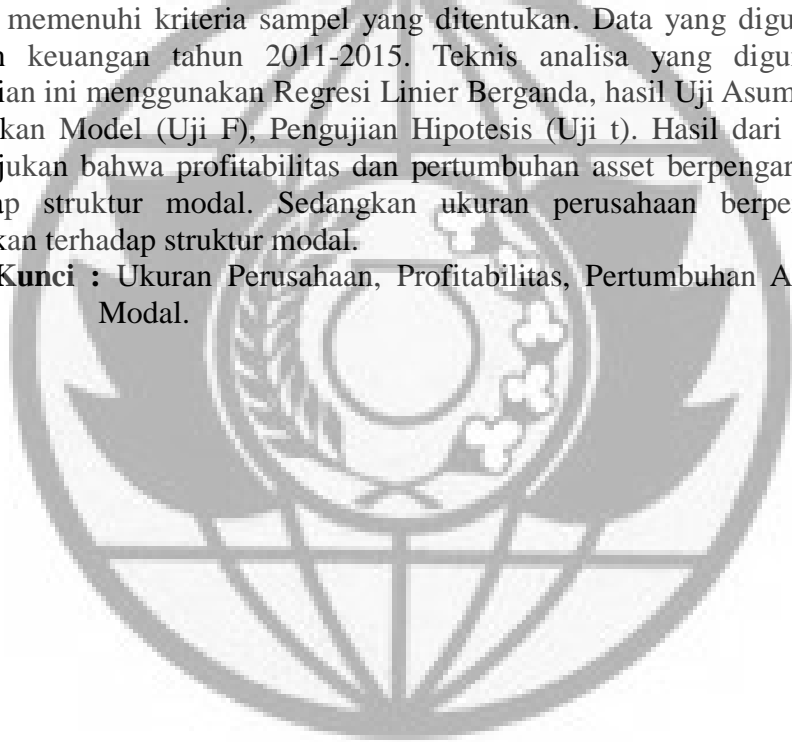 memenuhi kriteria sampel yang ditentukan. Data yang digu
keuangan tahun 2011-2015. Teknis analisa yang digu
ian ini menggunakan Regresi Linier Berganda, hasil Uji Asum
kan Model (Uji F), Pengujian Hipotesis (Uji t). Hasil dari
jukan bahwa profitabilitas dan pertumbuhan asset berpengar
ap struktur modal. Sedangkan ukuran perusahaan berpe
kan terhadap struktur modal.
Kunci : Ukuran Perusahaan, Profitabilitas, Pertumbuhan A
Modal.